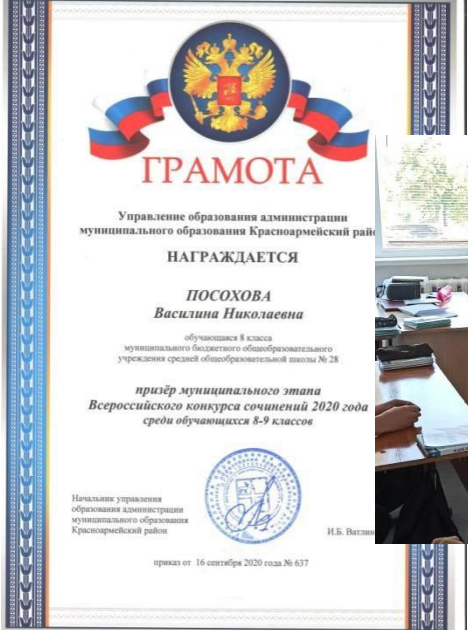 ГРАМОТА
Управление образования администрации
муниципального образования Красноармейский
НАГРАЖДАЕТСЯ
ПОСОХОВА
Василина Николаевна
обучающаяся 8 класса
муниципального бюджетного общеобразовательного
учреждения средней общеобразовательной школы № 28
призёр муниципального этапа
Всероссийского конкурса сочинений 2020 года
среди обучающихся 8-9 классов
Начальник управления
образования администрации
муниципального образования
Красноармейский район
И.Б.
приказ от 16 сентября 2020 года № 637